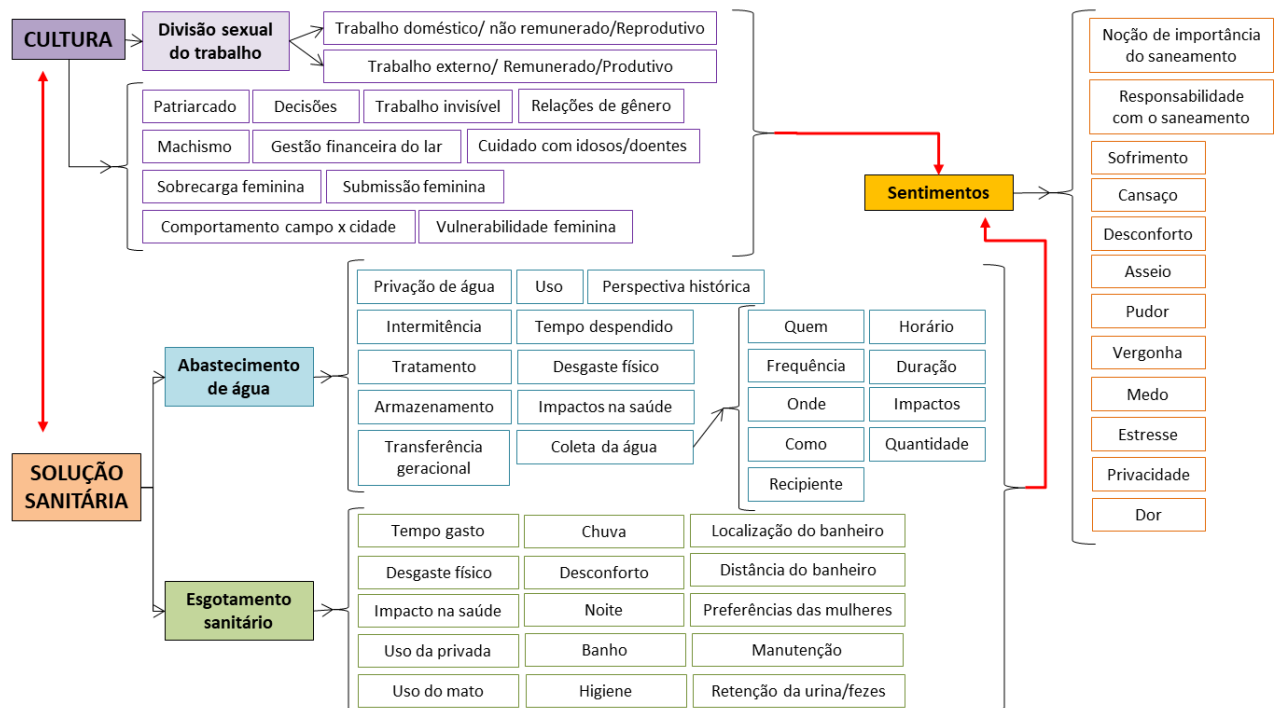 CULTURA
Divisão sexual
do trabalho
Trabalho doméstico/ não remunerado/Reprodutivo
Trabalho externo/ Remunerado/Produtivo
Patriarcado
Decisões
Trabalho invisível
Relações de gênero
Machismo
Gestão financeira do lar
Cuidado com idosos/doentes
Sobrecarga feminina
Submissão feminina
Comportamento campo x cidade
Vulnerabilidade feminina
Sentimentos
Noção de importância
do saneamento
Responsabilidade
com o saneamento
Sofrimento
Cansaço
Desconforto
Asseio
Pudor
Vergonha
Medo
Estresse
Privacidade
Dor
SOLUÇÃO
SANITÁRIA
Abastecimento
de água
Privação de água
Uso
Perspectiva histórica
Intermitência
Tempo despendido
Tratamento
Desgaste físico
Armazenamento
Impactos na saúde
Transferência
geracional
Coleta da água
Quem
Horário
Frequência
Duração
Onde
Impactos
Como
Quantidade
Recipiente
Esgotamento
sanitário
Tempo gasto
Chuva
Localização do banheiro
Desgaste físico
Desconforto
Distância do banheiro
Impacto na saúde
Noite
Preferências das mulheres
Uso da privada
Banho
Manutenção
Uso do mato
Higiene
Retenção da urina/fezes